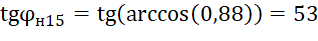 tgφн15 = tg(arccos(0,88)) = 53